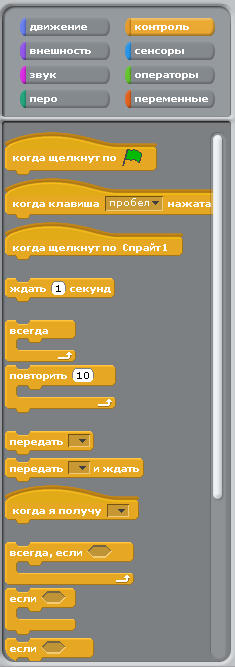 движение контроль
внешность сенсоры
звук операторы
перо переменные
когда щелкнут по
когда клавиша пробел нажата
когда щелкнут по Спрайт1
ждать 1 секунд
всегда
повторить 10
передать
передать и ждать
когда я получу
всегда, если
если
если